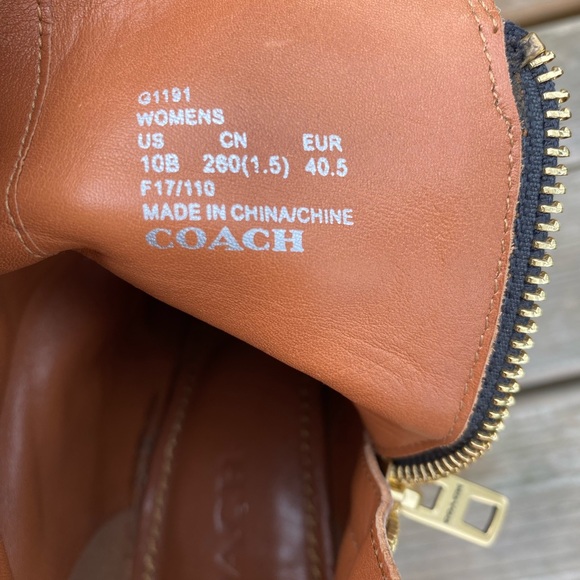 G1191
WOMENS
US CN EUR
10B 260(1.5) 40.5
F17/110
MADE IN CHINA/CHINE
COACH